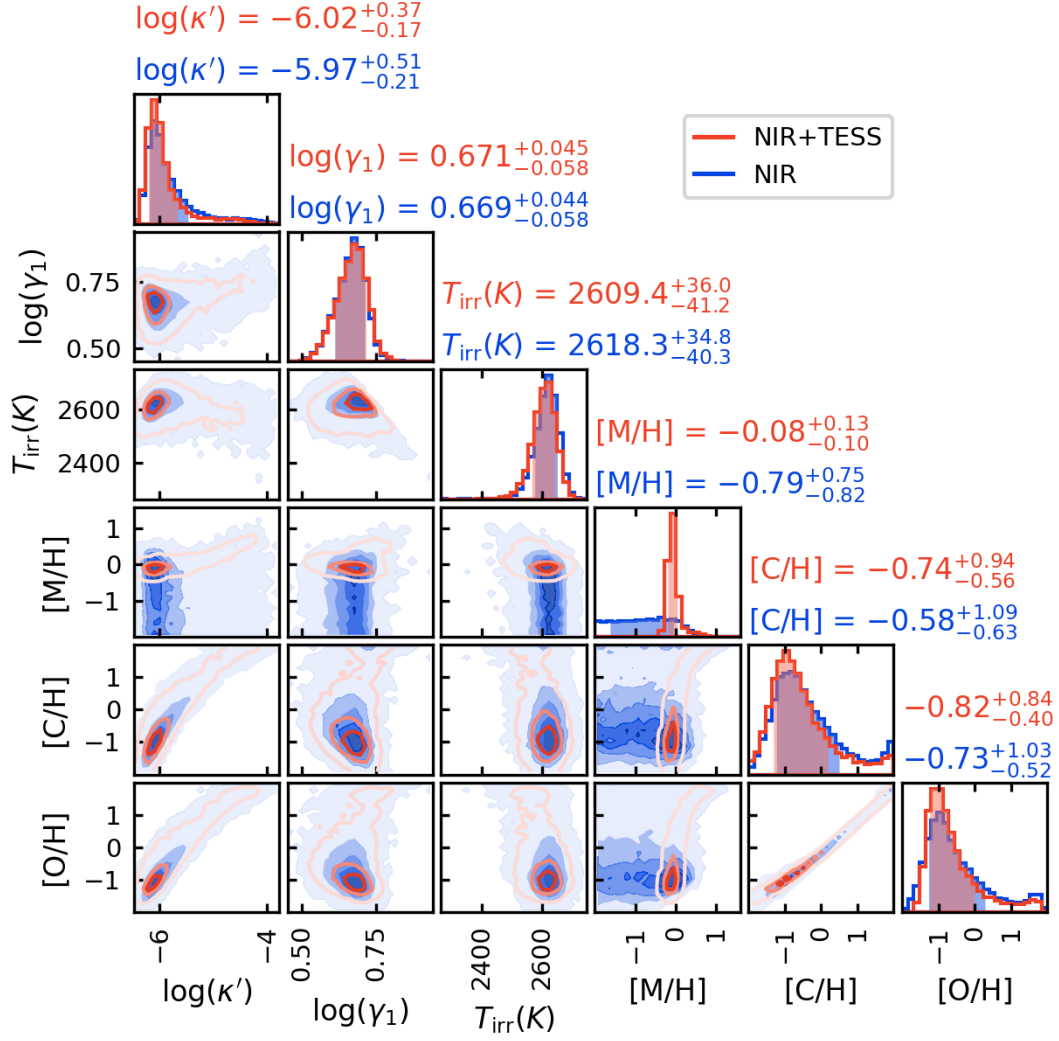 log(κ′) = −6.02 +0.37 −0.17
log(κ′) = −5.97 +0.51 −0.21
NIR+TESS
NIR
log(γ₁) = 0.671 +0.045 −0.058
log(γ₁) = 0.669 +0.044 −0.058
T_irr(K) = 2609.4 +36.0 −41.2
T_irr(K) = 2618.3 +34.8 −40.3
[M/H] = −0.08 +0.13 −0.10
[M/H] = −0.79 +0.75 −0.82
[C/H] = −0.74 +0.94 −0.56
[C/H] = −0.58 +1.09 −0.63
−0.82 +0.84 −0.40
−0.73 +1.03 −0.52
log(γ₁)
0.75
0.50
T_irr(K)
2600
2400
[M/H]
1
0
−1
[C/H]
1
0
−1
[O/H]
1
0
−1
−6 −4
0.50 0.75
2400 2600
−1 0 1
−1 0 1
−1 0 1
log(κ′)
log(γ₁)
T_irr(K)
[M/H]
[C/H]
[O/H]